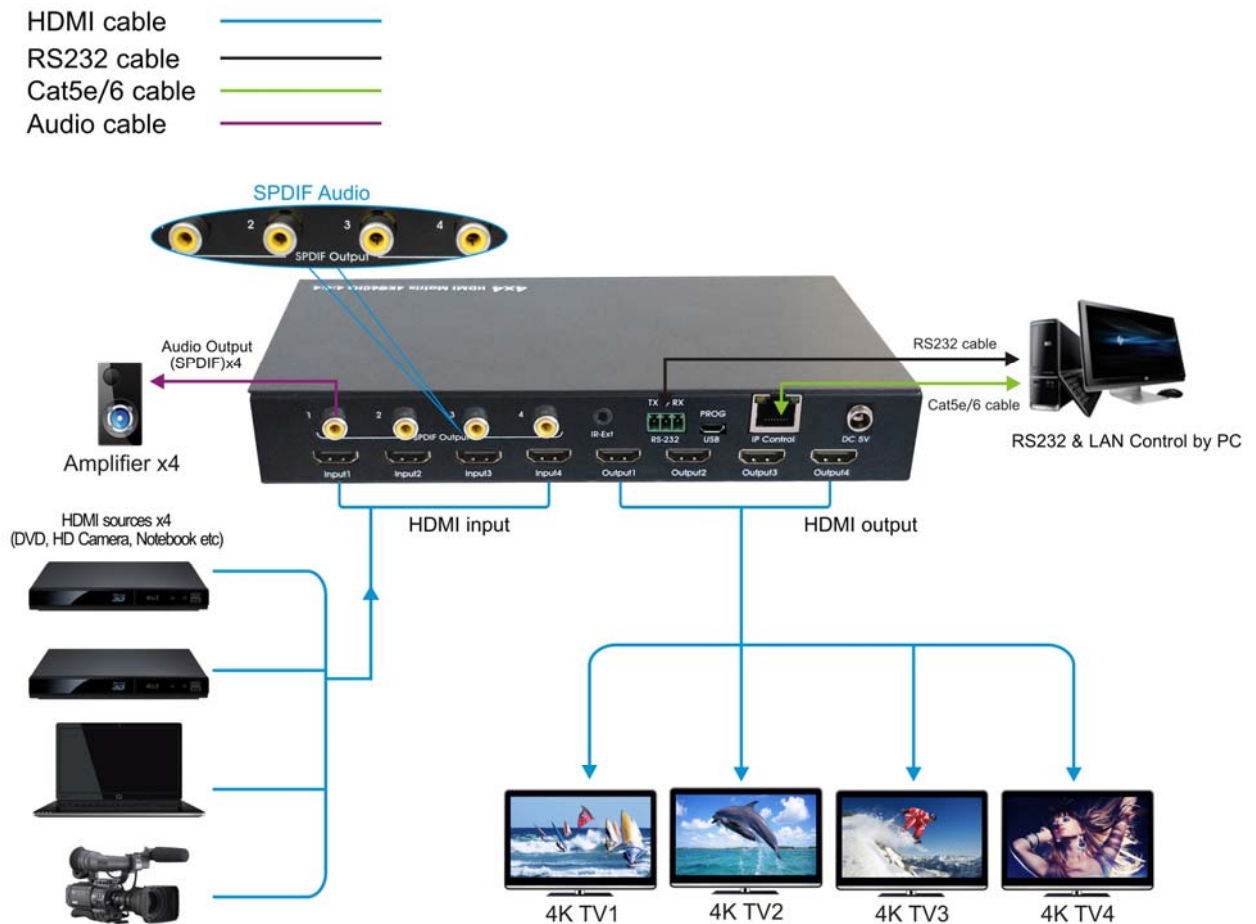 HDMI cable
RS232 cable
Cat5e/6 cable
Audio cable
SPDIF Audio
2 3 4
SPDIF Output
4x4 HDMI Matrix
Audio Output
(SPDIF)x4
RS232 cable
Cat5e/6 cable
RS232 & LAN Control by PC
Amplifier x4
1 2 3 4
SPDIF Output
IR-Ext
TX RX
RS-232
PROG
USB
IP Control
DC 5V
Input1 Input2 Input3 Input4 Output1 Output2 Output3 Output4
HDMI input
HDMI output
HDMI sources x4
(DVD, HD Camera, Notebook etc)
4K TV1 4K TV2 4K TV3 4K TV4